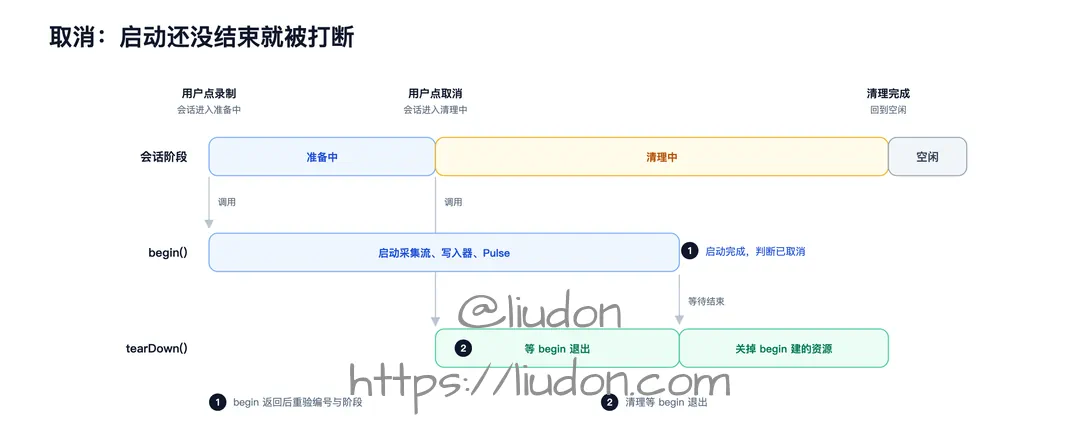 取消：启动还没结束就被打断
用户点录制
会话进入准备中
用户点取消
会话进入清理中
清理完成
回到空闲
会话阶段
准备中
清理中
空闲
调用
调用
begin()
启动采集流、写入器、Pulse
1 启动完成，判断已取消
@liudon
等待结束
tearDown()
2 等 begin 退出
关掉 begin 建的资源
https://liudon.com
1 begin 返回后重验编号与阶段
2 清理等 begin 退出